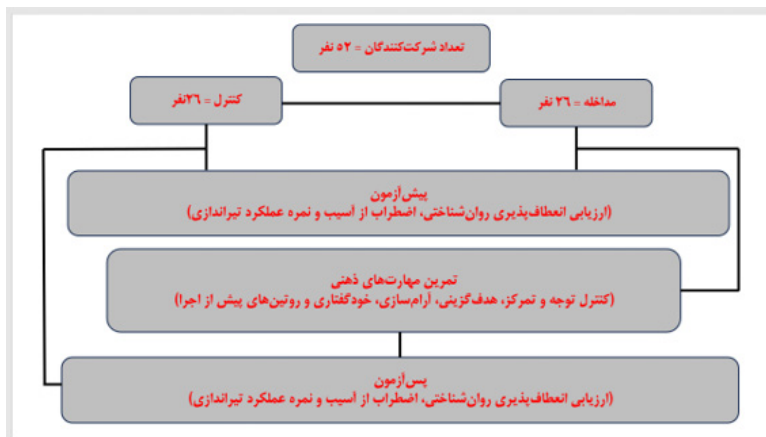 تعداد شرکت‌کنندگان = ۵۲ نفر
مداخله = ۲۶ نفر
کنترل = ۲۶نفر
پیش‌آزمون
(ارزیابی انعطاف‌پذیری روان‌شناختی، اضطراب از آسیب و نمره عملکرد تیراندازی)
تمرین مهارت‌های ذهنی
(کنترل توجه و تمرکز، هدف‌گزینی، آرام‌سازی، خودگفتاری و روتین‌های پیش از اجرا)
پس‌آزمون
(ارزیابی انعطاف‌پذیری روان‌شناختی، اضطراب از آسیب و نمره عملکرد تیراندازی)